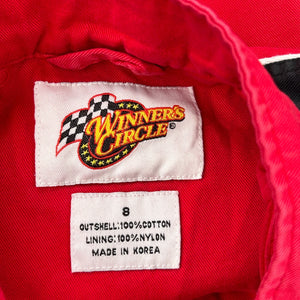 WINNER'S
CIRCLE®
8
OUTSHELL:100%COTTON
LINING:100%NYLON
MADE IN KOREA